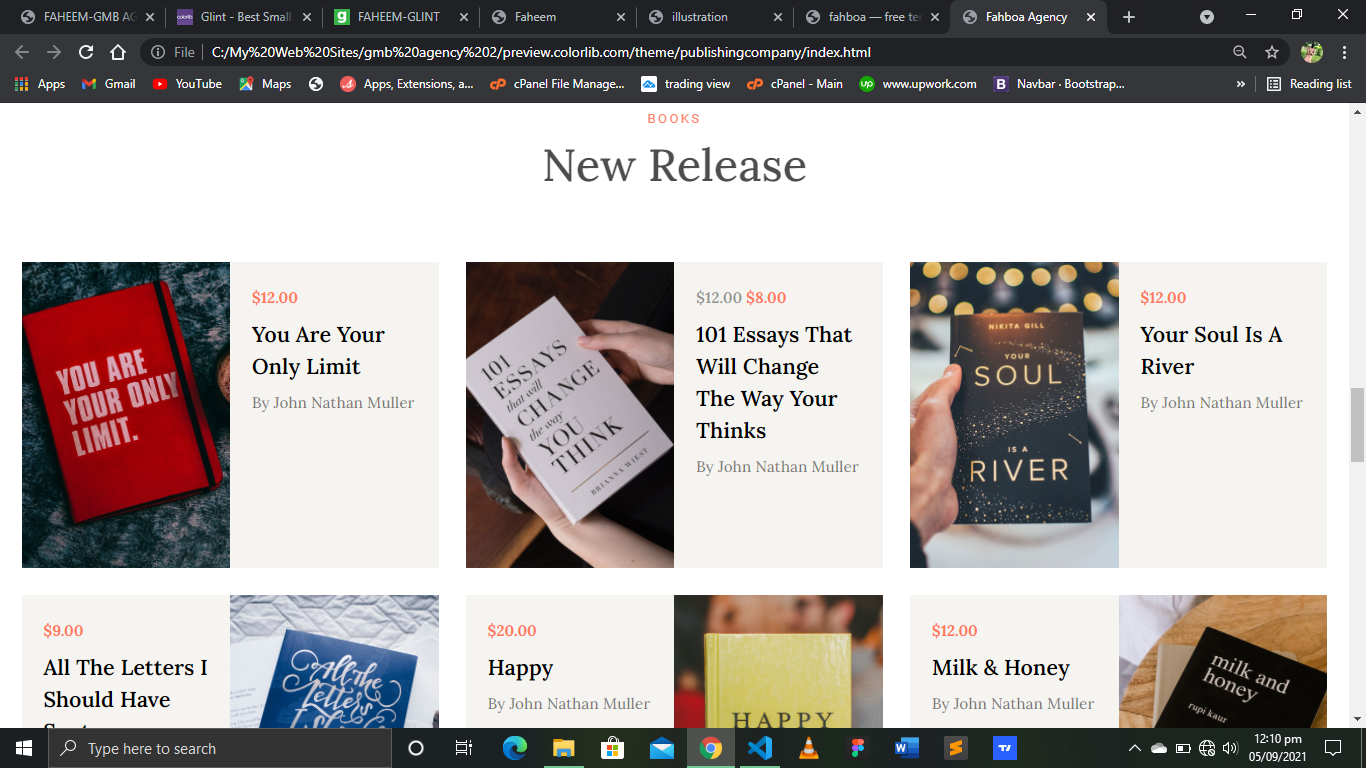 FAHEEM-GMB AG
Glint - Best Small
FAHEEM-GLINT
Faheem
illustration
fahboa — free ter
Fahboa Agency
File
C:/My%20Web%20Sites/gmb%20agency%202/preview.colorlib.com/theme/publishingcompany/index.html
Apps
Gmail
YouTube
Maps
Apps, Extensions, a...
cPanel File Manage...
trading view
cPanel - Main
www.upwork.com
Navbar · Bootstrap...
Reading list
BOOKS
New Release
YOU ARE
YOUR ONLY
LIMIT.
$12.00
You Are Your
Only Limit
By John Nathan Muller
101
ESSAYS
that will
CHANGE
the way
YOU
THINK
BRIANNA WIEST
$12.00 $8.00
101 Essays That
Will Change
The Way Your
Thinks
By John Nathan Muller
NIKITA GILL
YOUR
SOUL
IS A
RIVER
$12.00
Your Soul Is A
River
By John Nathan Muller
$9.00
All The Letters I
Should Have
All the
letters
I Should
$20.00
Happy
By John Nathan Muller
HAPPY
$12.00
Milk & Honey
By John Nathan Muller
milk and
honey
rupi kaur
Type here to search
12:10 pm
05/09/2021